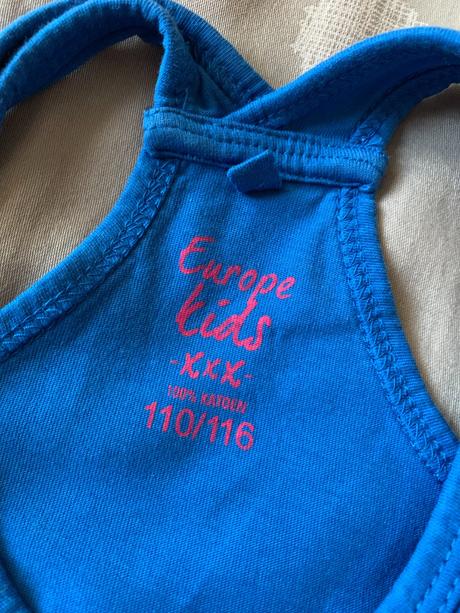 Europe
kids
-xxx-
100% KATOEN
110/116